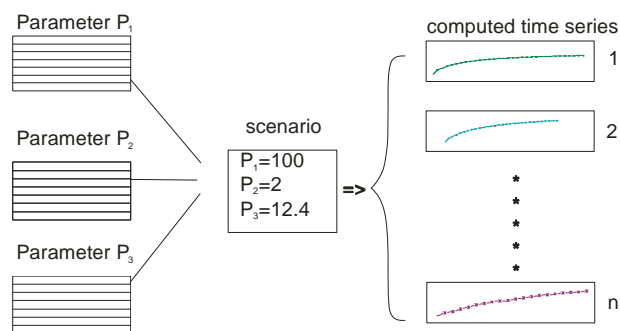 Parameter P₁
Parameter P₂
Parameter P₃
scenario
P₁=100
P₂=2
P₃=12.4
=>
computed time series
1
2
*
*
*
*
*
n